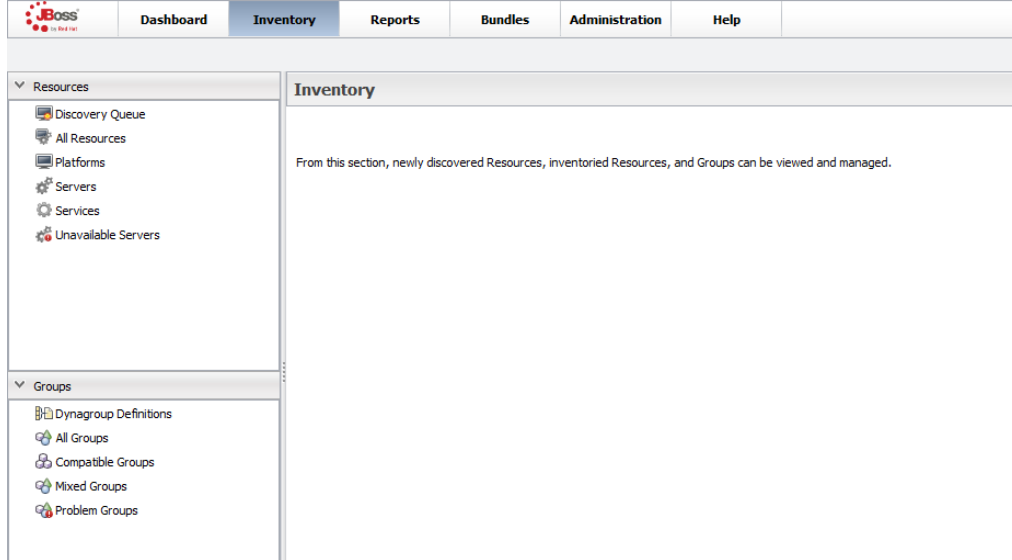 JBoss
by Red Hat
Dashboard Inventory Reports Bundles Administration Help
Resources
Discovery Queue
All Resources
Platforms
Servers
Services
Unavailable Servers
Groups
Dynagroup Definitions
All Groups
Compatible Groups
Mixed Groups
Problem Groups
Inventory
From this section, newly discovered Resources, inventoried Resources, and Groups can be viewed and managed.